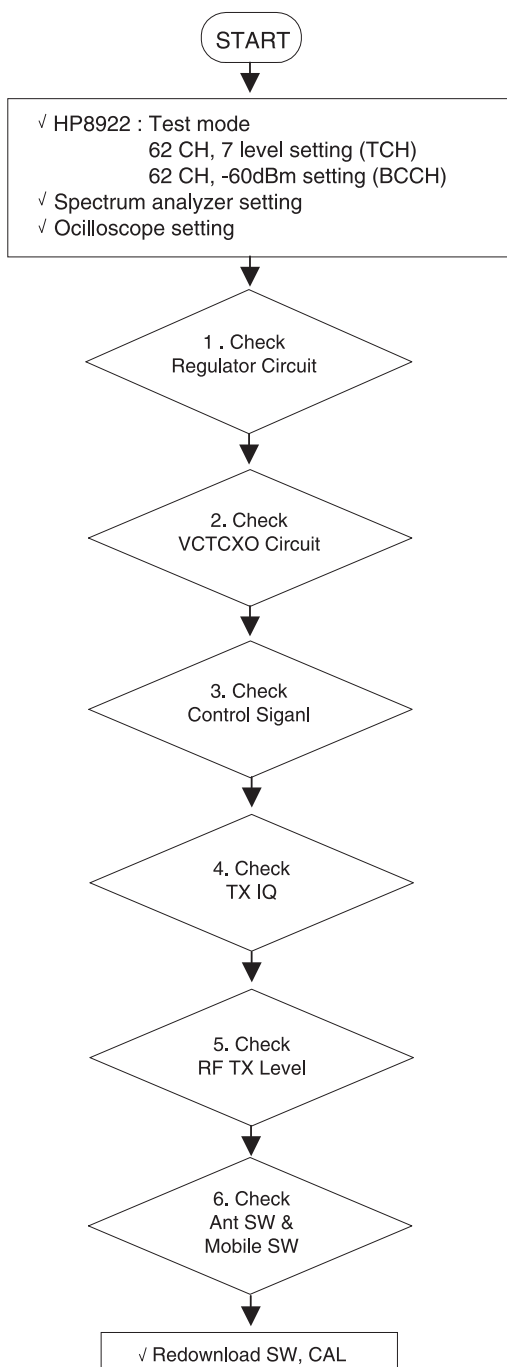 START
√ HP8922 : Test mode
62 CH, 7 level setting (TCH)
62 CH, -60dBm setting (BCCH)
√ Spectrum analyzer setting
√ Ocilloscope setting
1 . Check
Regulator Circuit
2. Check
VCTCXO Circuit
3. Check
Control Siganl
4. Check
TX IQ
5. Check
RF TX Level
6. Check
Ant SW &
Mobile SW
√ Redownload SW, CAL